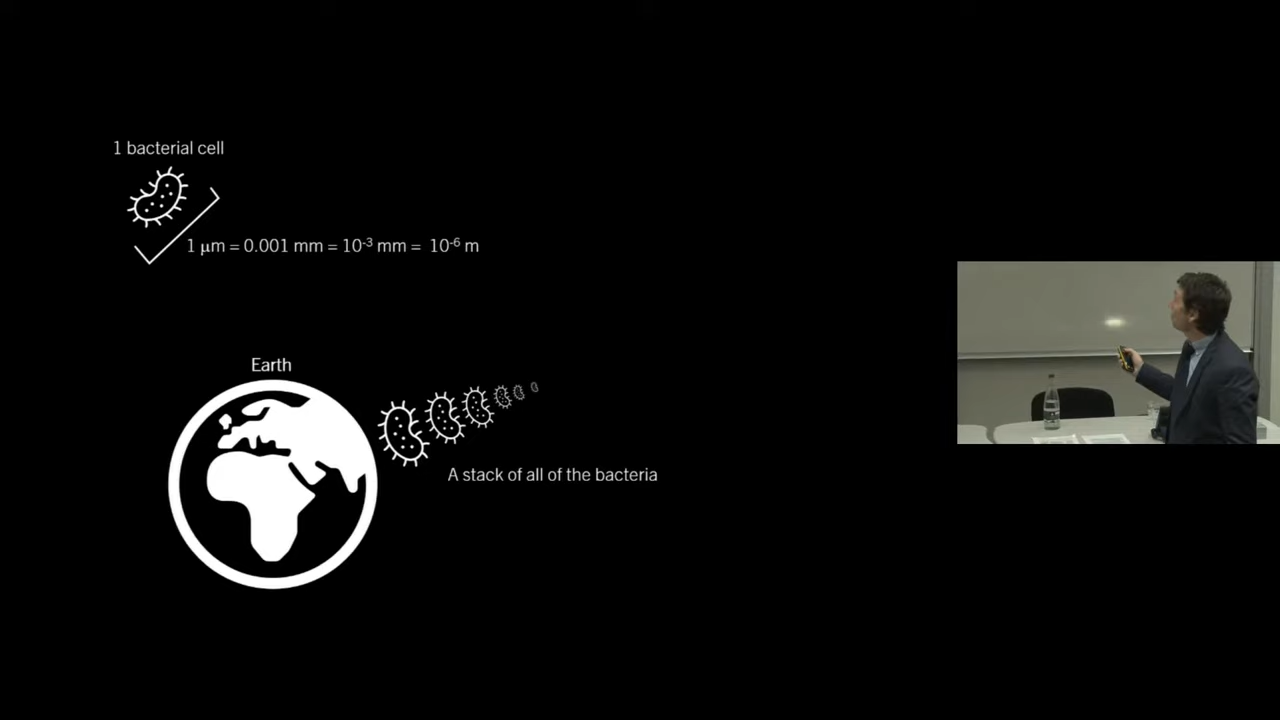 1 bacterial cell
1 μm = 0.001 mm = 10⁻³ mm = 10⁻⁶ m
Earth
A stack of all of the bacteria